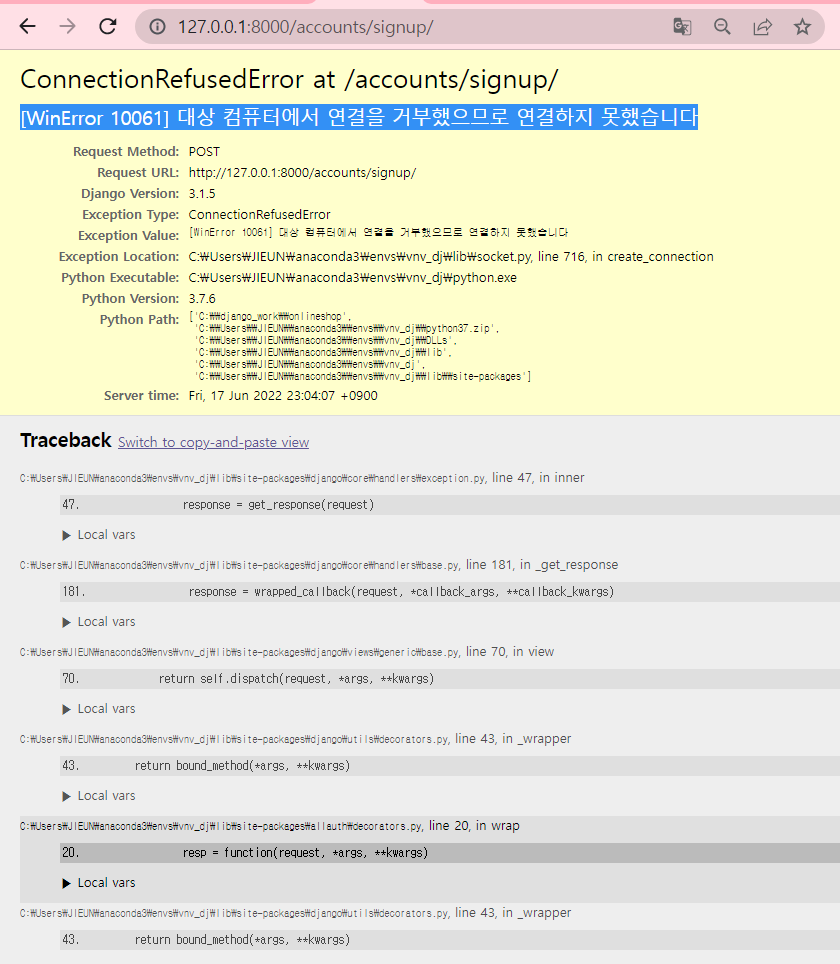 127.0.0.1:8000/accounts/signup/
ConnectionRefusedError at /accounts/signup/
[WinError 10061] 대상 컴퓨터에서 연결을 거부했으므로 연결하지 못했습니다
Request Method: POST
Request URL: http://127.0.0.1:8000/accounts/signup/
Django Version: 3.1.5
Exception Type: ConnectionRefusedError
Exception Value: [WinError 10061] 대상 컴퓨터에서 연결을 거부했으므로 연결하지 못했습니다
Exception Location: C:₩Users₩JIEUN₩anaconda3₩envs₩vnv_dj₩lib₩socket.py, line 716, in create_connection
Python Executable: C:₩Users₩JIEUN₩anaconda3₩envs₩vnv_dj₩python.exe
Python Version: 3.7.6
Python Path: ['C:₩₩django_work₩₩onlineshop',
'C:₩₩Users₩₩JIEUN₩₩anaconda3₩₩envs₩₩vnv_dj₩₩python37.zip',
'C:₩₩Users₩₩JIEUN₩₩anaconda3₩₩envs₩₩vnv_dj₩₩DLLs',
'C:₩₩Users₩₩JIEUN₩₩anaconda3₩₩envs₩₩vnv_dj₩₩lib',
'C:₩₩Users₩₩JIEUN₩₩anaconda3₩₩envs₩₩vnv_dj',
'C:₩₩Users₩₩JIEUN₩₩anaconda3₩₩envs₩₩vnv_dj₩₩lib₩₩site-packages']
Server time: Fri, 17 Jun 2022 23:04:07 +0900
Traceback Switch to copy-and-paste view
C:₩Users₩JIEUN₩anaconda3₩envs₩vnv_dj₩lib₩site-packages₩django₩core₩handlers₩exception.py, line 47, in inner
47. response = get_response(request)
▶ Local vars
C:₩Users₩JIEUN₩anaconda3₩envs₩vnv_dj₩lib₩site-packages₩django₩core₩handlers₩base.py, line 181, in _get_response
181. response = wrapped_callback(request, *callback_args, **callback_kwargs)
▶ Local vars
C:₩Users₩JIEUN₩anaconda3₩envs₩vnv_dj₩lib₩site-packages₩django₩views₩generic₩base.py, line 70, in view
70. return self.dispatch(request, *args, **kwargs)
▶ Local vars
C:₩Users₩JIEUN₩anaconda3₩envs₩vnv_dj₩lib₩site-packages₩django₩utils₩decorators.py, line 43, in _wrapper
43. return bound_method(*args, **kwargs)
▶ Local vars
C:₩Users₩JIEUN₩anaconda3₩envs₩vnv_dj₩lib₩site-packages₩allauth₩decorators.py, line 20, in wrap
20. resp = function(request, *args, **kwargs)
▶ Local vars
C:₩Users₩JIEUN₩anaconda3₩envs₩vnv_dj₩lib₩site-packages₩django₩utils₩decorators.py, line 43, in _wrapper
43. return bound_method(*args, **kwargs)